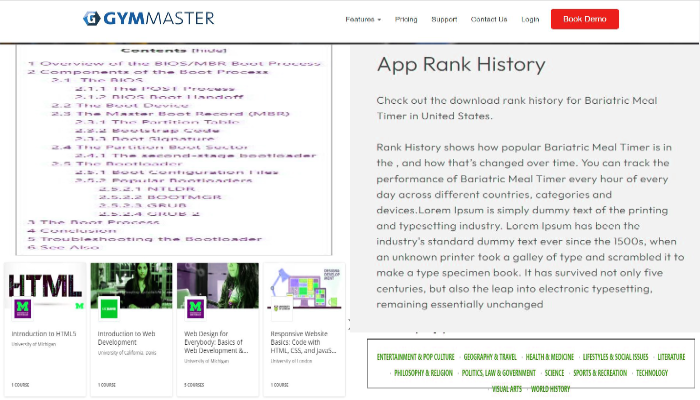 GYMMASTER
Features
Pricing
Support
Contact Us
Login
Book Demo
Contents [hide]
1 Overview of the BIOS/MBR Boot Process
2 Components of the Boot Process
2.1 The BIOS
2.1.1 The POST Process
2.1.2 BIOS Boot Handoff
2.2 The Boot Device
2.3 The Master Boot Record (MBR)
2.3.1 The Partition Table
2.3.2 Bootstrap Code
2.3.3 Boot Signature
2.4 The Partition Boot Sector
2.4.1 The second-stage bootloader
2.5 The Bootloader
2.5.1 Boot Configuration Files
2.5.2 Popular Bootloaders
2.5.2.1 NTLDR
2.5.2.2 BOOTMGR
2.5.2.3 GRUB
2.5.2.4 GRUB 2
3 The Boot Process
4 Conclusion
5 Troubleshooting the Bootloader
6 See Also
App Rank History
Check out the download rank history for Bariatric Meal
Timer in United States.
Rank History shows how popular Bariatric Meal Timer is in
the , and how that's changed over time. You can track the
performance of Bariatric Meal Timer every hour of every
day across different countries, categories and
devices.Lorem Ipsum is simply dummy text of the printing
and typesetting industry. Lorem Ipsum has been the
industry's standard dummy text ever since the 1500s, when
an unknown printer took a galley of type and scrambled it to
make a type specimen book. It has survived not only five
centuries, but also the leap into electronic typesetting,
remaining essentially unchanged
HTML
M
Introduction to HTML5
University of Michigan
1 COURSE
Introduction to Web
Development
University of California, Davis
1 COURSE
M
Web Design for
Everybody: Basics of
Web Development &...
University of Michigan
5 COURSES
Responsive Website
Basics: Code with
HTML, CSS, and JavaS...
University of London
1 COURSE
ENTERTAINMENT & POP CULTURE · GEOGRAPHY & TRAVEL · HEALTH & MEDICINE · LIFESTYLES & SOCIAL ISSUES · LITERATURE
· PHILOSOPHY & RELIGION · POLITICS, LAW & GOVERNMENT · SCIENCE · SPORTS & RECREATION · TECHNOLOGY
· VISUAL ARTS · WORLD HISTORY